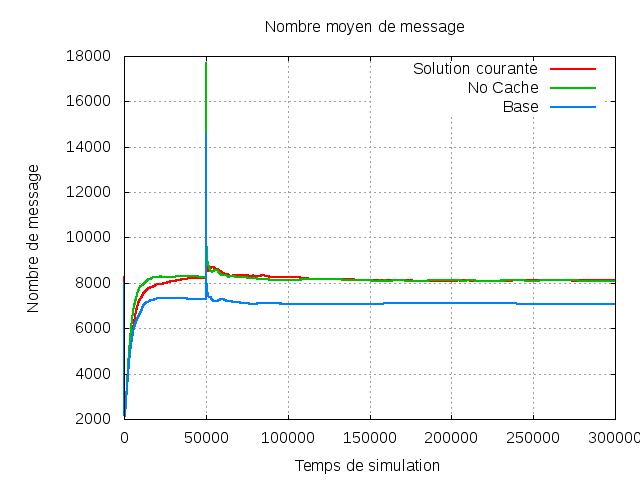 Nombre moyen de message
18000
16000
14000
12000
10000
8000
6000
4000
2000
Nombre de message
Solution courante
No Cache
Base
0 50000 100000 150000 200000 250000 300000
Temps de simulation